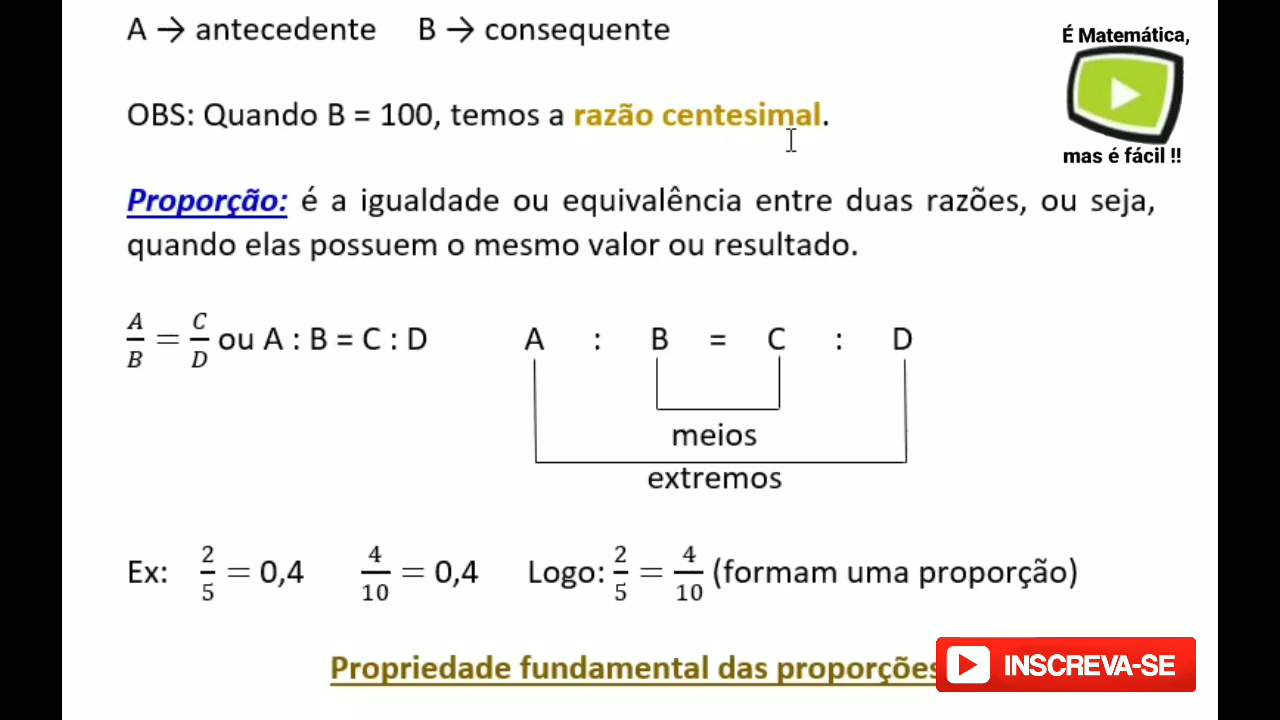 A → antecedente B → consequente
É Matemática,
mas é fácil !!
OBS: Quando B = 100, temos a razão centesimal.
Proporção: é a igualdade ou equivalência entre duas razões, ou seja,
quando elas possuem o mesmo valor ou resultado.
A/B = C/D ou A : B = C : D
A : B = C : D
meios
extremos
Ex: 2/5 = 0,4 4/10 = 0,4 Logo: 2/5 = 4/10 (formam uma proporção)
Propriedade fundamental das proporções
INSCREVA-SE